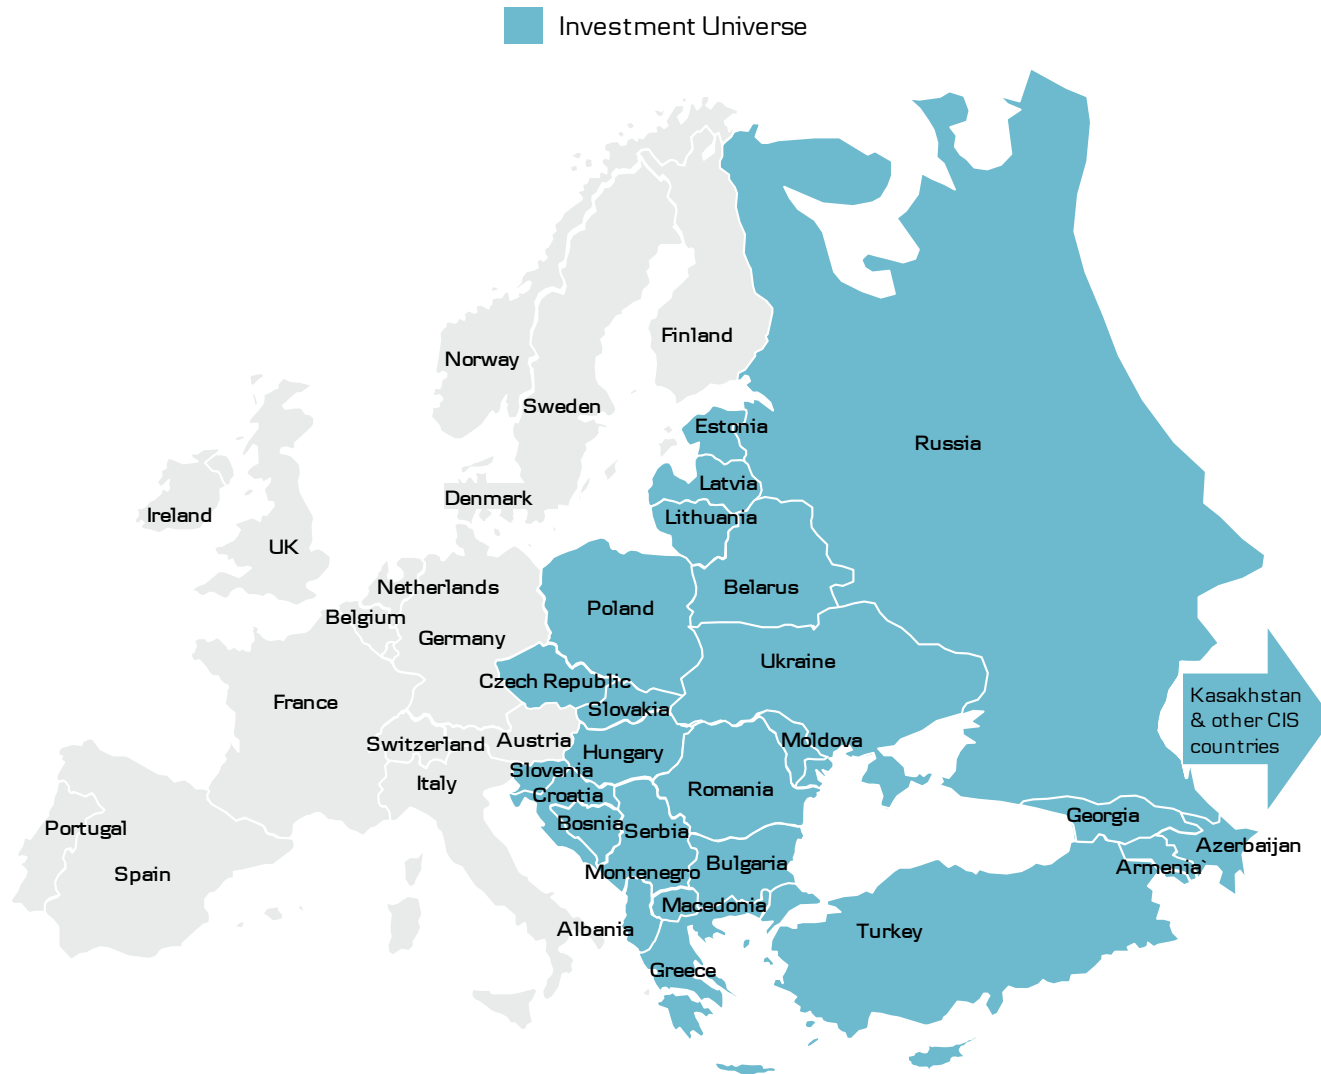 Investment Universe
Finland
Norway
Sweden
Estonia
Russia
Latvia
Denmark
Ireland
Lithuania
UK
Netherlands
Belarus
Poland
Belgium
Germany
Ukraine
Czech Republic
Kasakhstan
& other CIS
countries
France
Slovakia
Switzerland
Austria
Moldova
Hungary
Slovenia
Italy
Romania
Croatia
Georgia
Bosnia
Portugal
Serbia
Azerbaijan
Bulgaria
Armenia`
Montenegro
Spain
Macedonia
Albania
Turkey
Greece